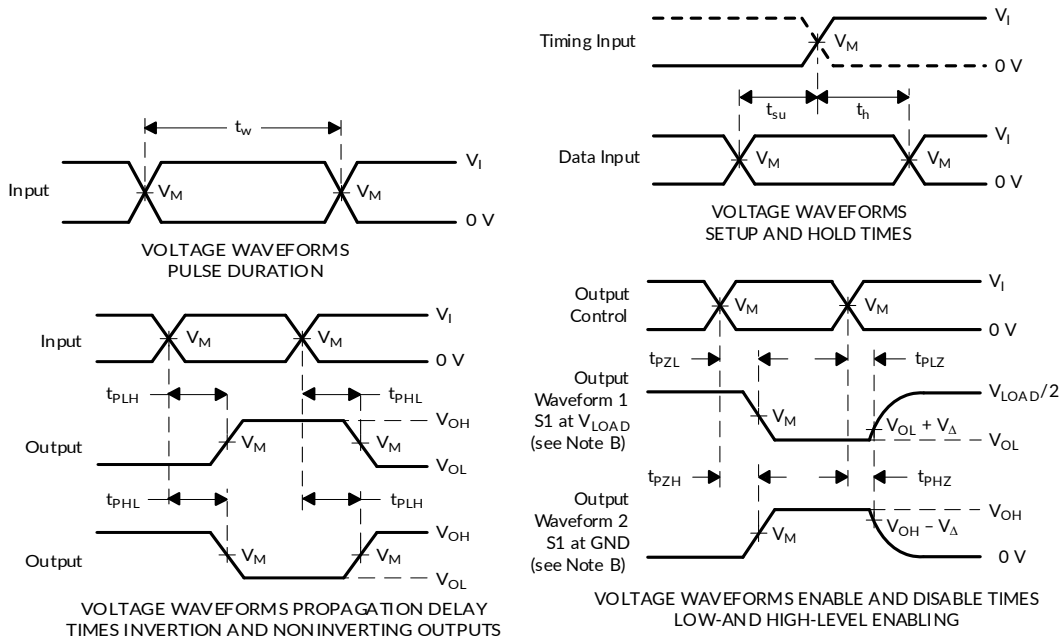 t_w
V_I
Input
V_M
V_M
0 V
VOLTAGE WAVEFORMS
PULSE DURATION
V_I
Timing Input
V_M
0 V
t_su
t_h
V_I
Data Input
V_M
V_M
0 V
VOLTAGE WAVEFORMS
SETUP AND HOLD TIMES
V_I
Input
V_M
V_M
0 V
t_PLH
t_PHL
V_OH
Output
V_M
V_M
V_OL
t_PHL
t_PLH
V_OH
Output
V_M
V_M
V_OL
VOLTAGE WAVEFORMS PROPAGATION DELAY
TIMES INVERTION AND NONINVERTING OUTPUTS
V_I
Output
Control
V_M
V_M
0 V
t_PZL
t_PLZ
Output
Waveform 1
S1 at V_LOAD
(see Note B)
V_LOAD/2
V_M
V_OL + V_Δ
V_OL
t_PZH
t_PHZ
Output
Waveform 2
S1 at GND
(see Note B)
V_OH
V_M
V_OH – V_Δ
0 V
VOLTAGE WAVEFORMS ENABLE AND DISABLE TIMES
LOW-AND HIGH-LEVEL ENABLING